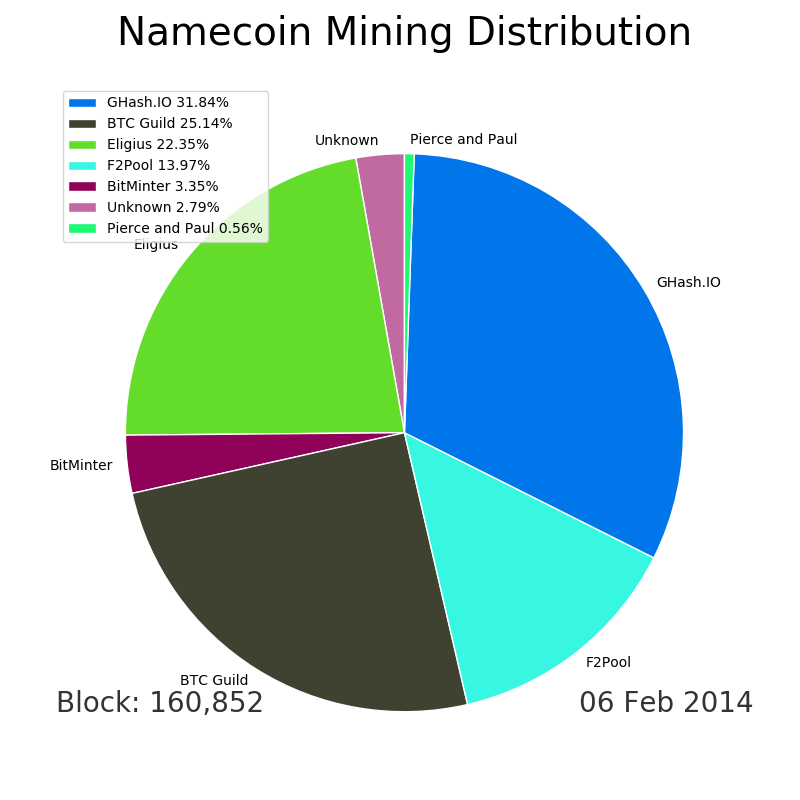 Namecoin Mining Distribution
GHash.IO 31.84%
BTC Guild 25.14%
Eligius 22.35%
F2Pool 13.97%
BitMinter 3.35%
Unknown 2.79%
Pierce and Paul 0.56%
Unknown
Pierce and Paul
Eligius
GHash.IO
BitMinter
F2Pool
BTC Guild
Block: 160,852
06 Feb 2014